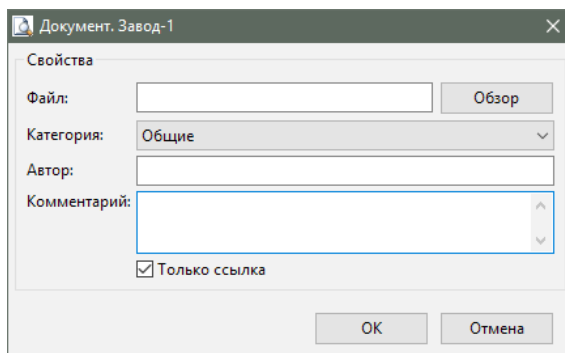 Документ. Завод-1
Свойства
Файл:
Обзор
Категория: Общие
Автор:
Комментарий:
Только ссылка
OK Отмена